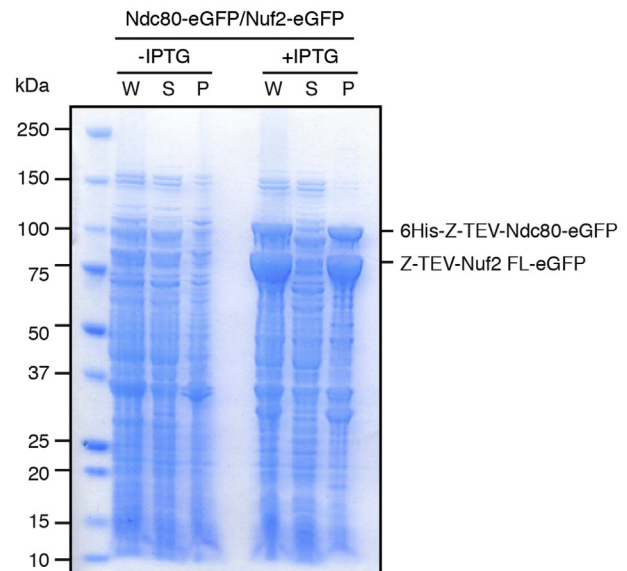 Ndc80-eGFP/Nuf2-eGFP
-IPTG +IPTG
kDa W S P W S P
250
150
100 6His-Z-TEV-Ndc80-eGFP
75 Z-TEV-Nuf2 FL-eGFP
50
37
25
20
15
10